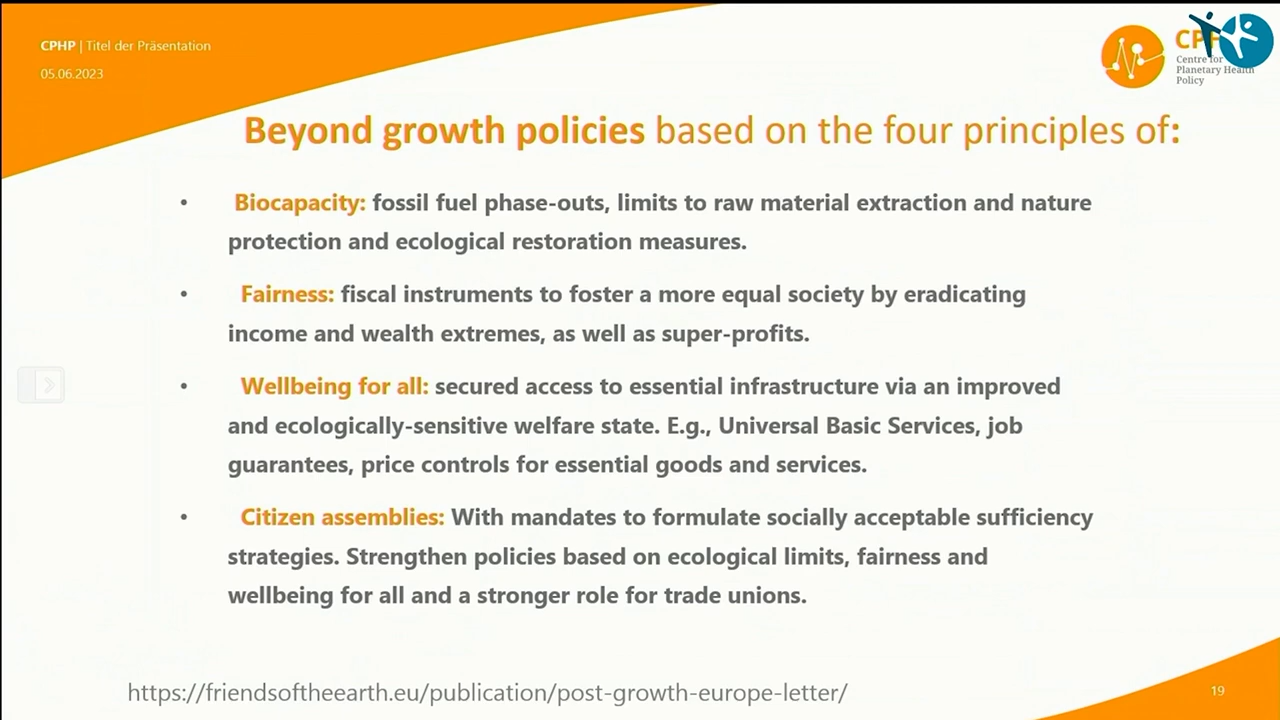 CPHP | Titel der Präsentation
05.06.2023
Centre for
Planetary Health
Policy
Beyond growth policies based on the four principles of:
• Biocapacity: fossil fuel phase-outs, limits to raw material extraction and nature
protection and ecological restoration measures.
• Fairness: fiscal instruments to foster a more equal society by eradicating
income and wealth extremes, as well as super-profits.
• Wellbeing for all: secured access to essential infrastructure via an improved
and ecologically-sensitive welfare state. E.g., Universal Basic Services, job
guarantees, price controls for essential goods and services.
• Citizen assemblies: With mandates to formulate socially acceptable sufficiency
strategies. Strengthen policies based on ecological limits, fairness and
wellbeing for all and a stronger role for trade unions.
https://friendsoftheearth.eu/publication/post-growth-europe-letter/
19